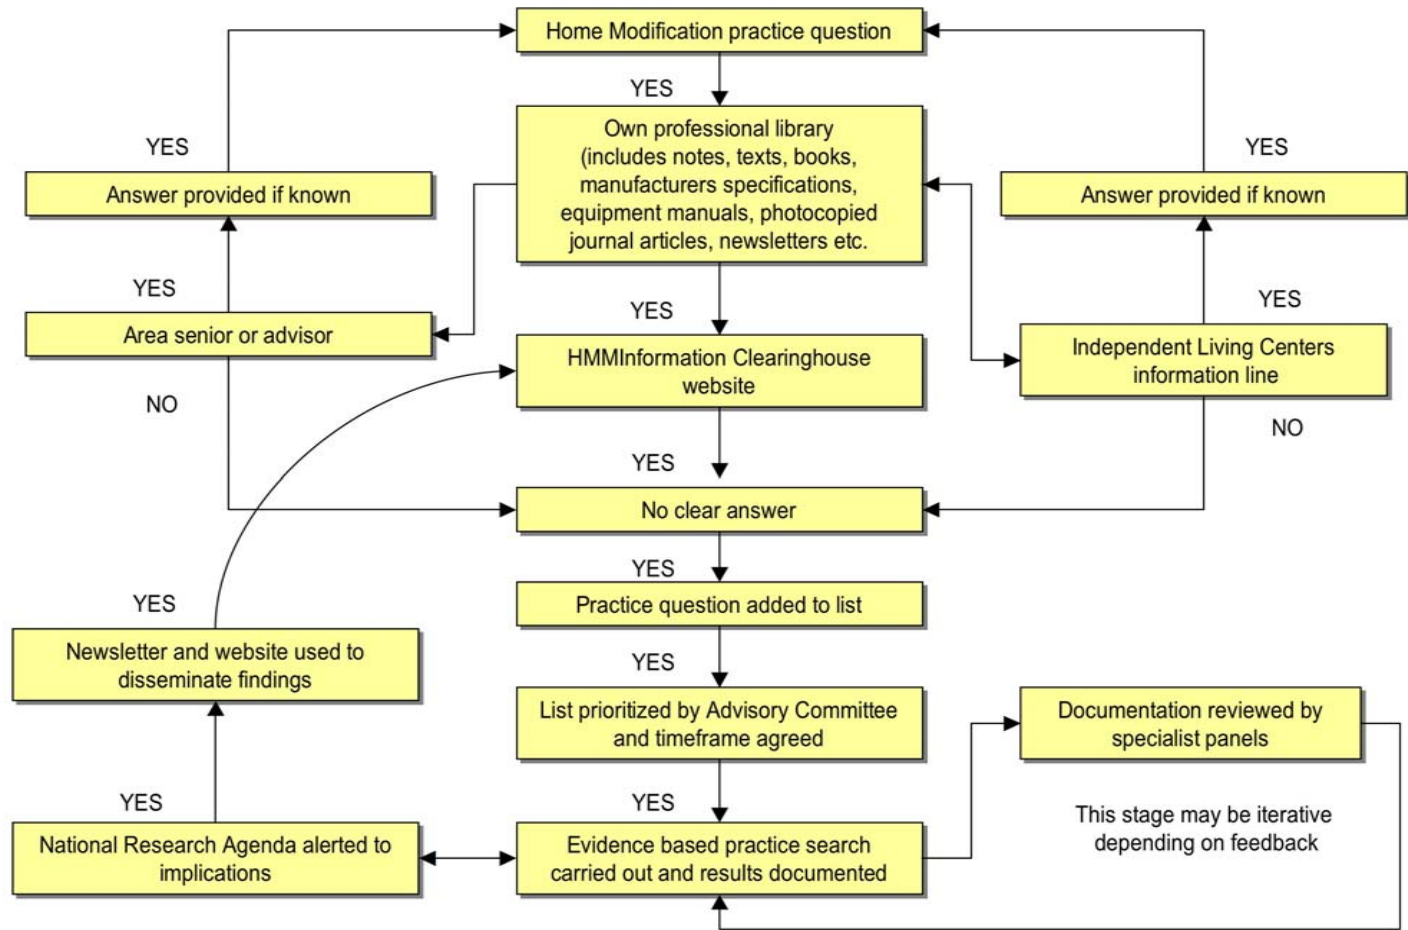 Home Modification practice question
YES
Own professional library
(includes notes, texts, books,
manufacturers specifications,
equipment manuals, photocopied
journal articles, newsletters etc.
YES
Answer provided if known
YES
Answer provided if known
YES
Area senior or advisor
YES
HMMInformation Clearinghouse
website
YES
Independent Living Centers
information line
NO
NO
YES
No clear answer
YES
Practice question added to list
YES
Newsletter and website used to
disseminate findings
YES
List prioritized by Advisory Committee
and timeframe agreed
Documentation reviewed by
specialist panels
YES
National Research Agenda alerted to
implications
YES
Evidence based practice search
carried out and results documented
This stage may be iterative
depending on feedback